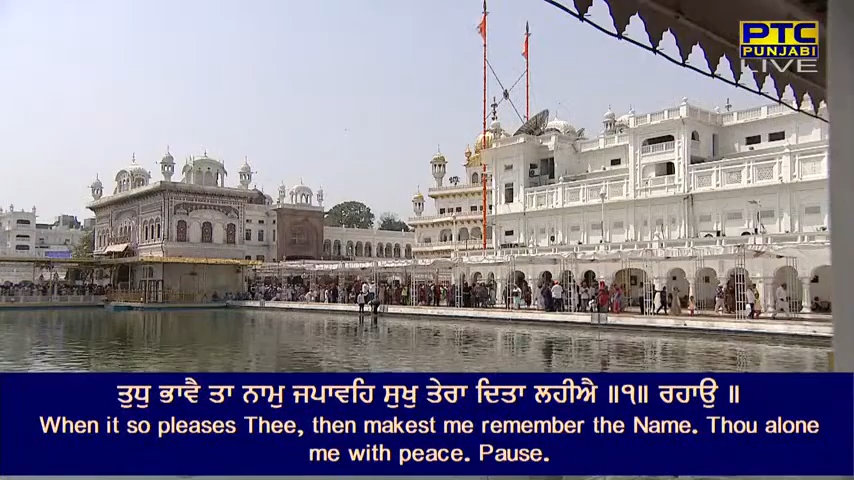 PTC
PUNJABI
LIVE
ਤੁਧੁ ਭਾਵੈ ਤਾ ਨਾਮੁ ਜਪਾਵਹਿ ਸੁਖੁ ਤੇਰਾ ਦਿਤਾ ਲਹੀਐ ॥੧॥ ਰਹਾਉ ॥
When it so pleases Thee, then makest me remember the Name. Thou alone
me with peace. Pause.